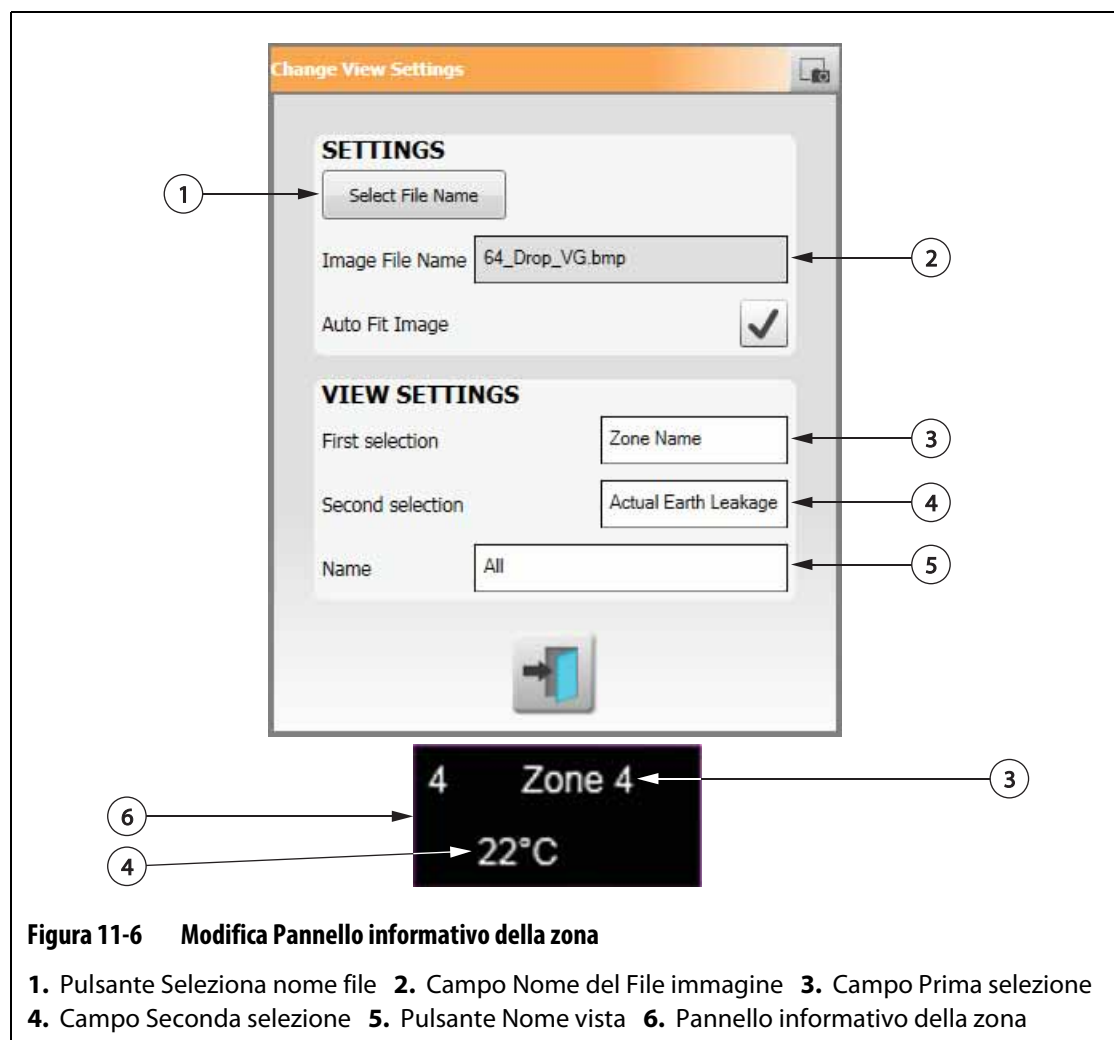 Change View Settings
SETTINGS
1
Select File Name
Image File Name
64_Drop_VG.bmp
2
Auto Fit Image
VIEW SETTINGS
First selection
Zone Name
3
Second selection
Actual Earth Leakage
4
Name
All
5
4 Zone 4
3
6
22°C
4
Figura 11-6 Modifica Pannello informativo della zona
1. Pulsante Seleziona nome file 2. Campo Nome del File immagine 3. Campo Prima selezione
4. Campo Seconda selezione 5. Pulsante Nome vista 6. Pannello informativo della zona